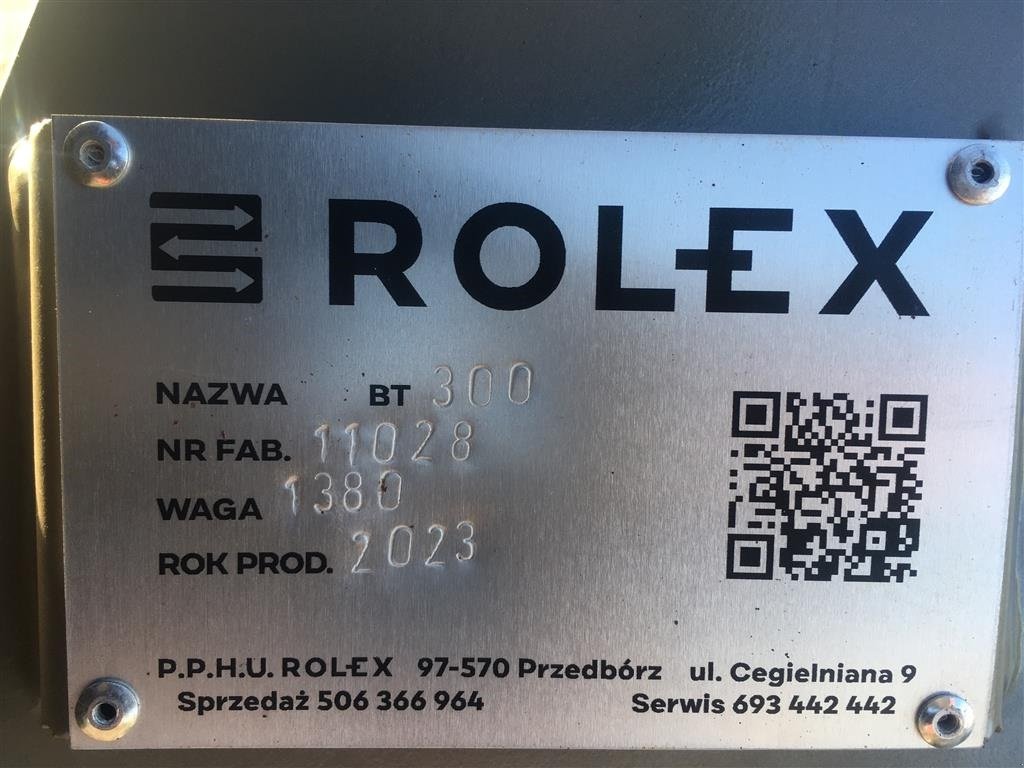 ROLEX
NAZWA BT 300
NR FAB. 11028
WAGA 1380
ROK PROD. 2023
P.P.H.U. ROLEX 97-570 Przedbórz ul. Cegielniana 9
Sprzedaż 506 366 964 Serwis 693 442 442